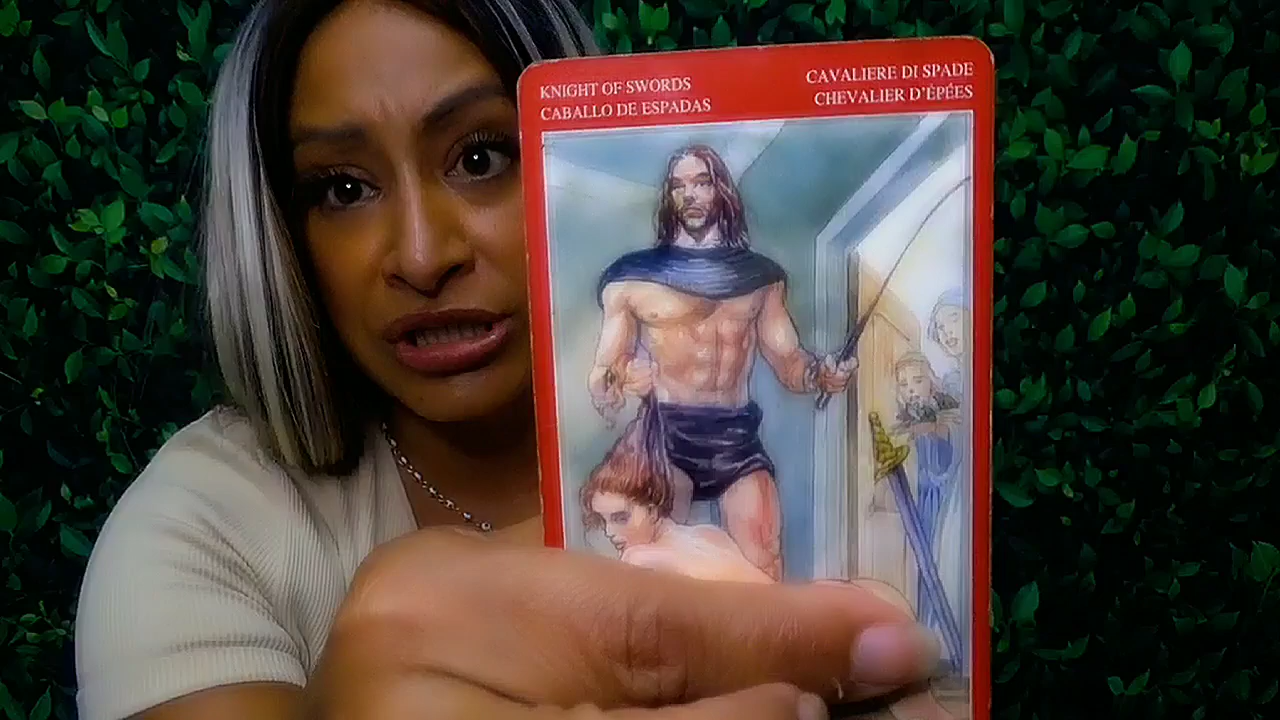 KNIGHT OF SWORDS
CABALLO DE ESPADAS
CAVALIERE DI SPADE
CHEVALIER D'ÉPÉES